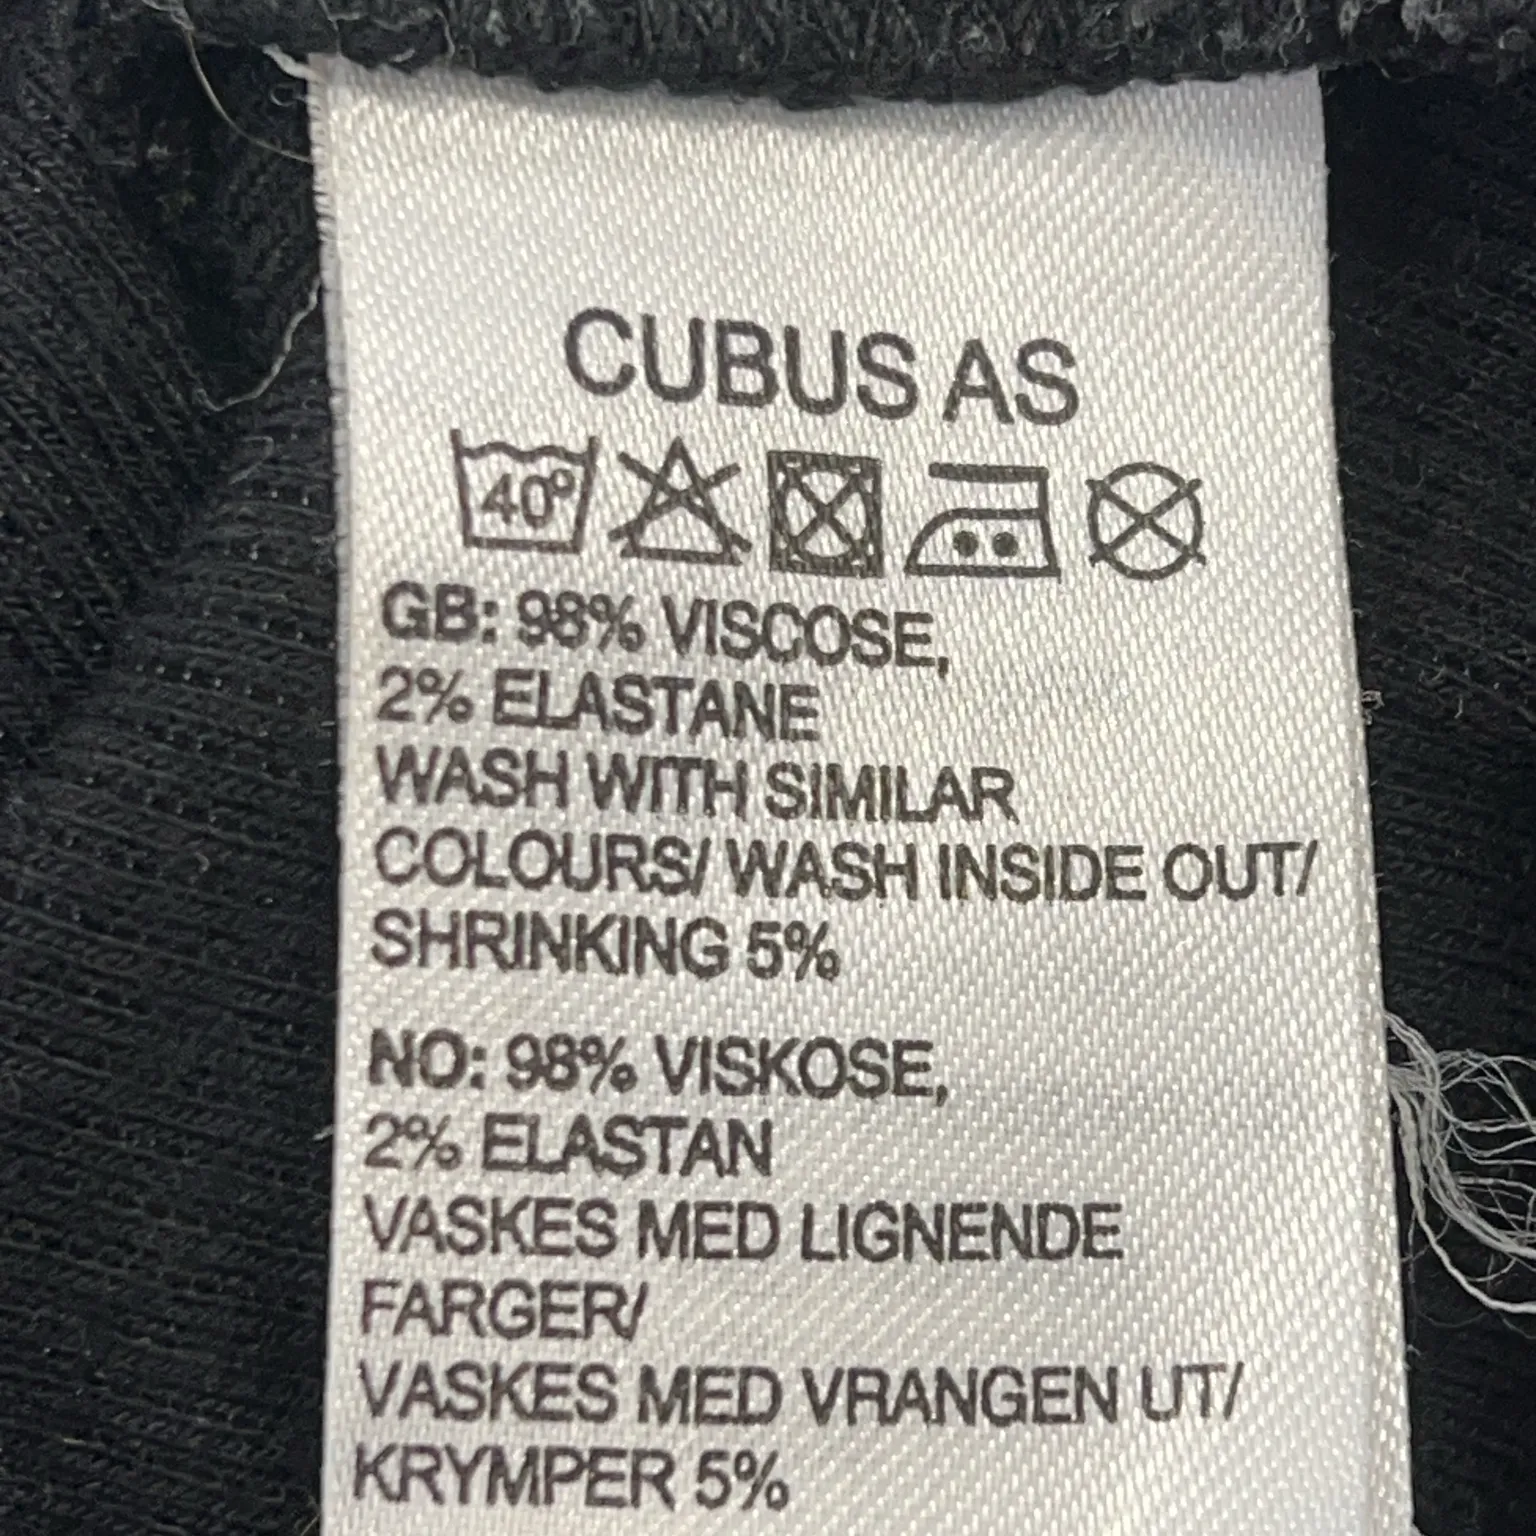 CUBUS AS
40°
GB: 98% VISCOSE,
2% ELASTANE
WASH WITH SIMILAR
COLOURS/ WASH INSIDE OUT/
SHRINKING 5%
NO: 98% VISKOSE,
2% ELASTAN
VASKES MED LIGNENDE
FARGER/
VASKES MED VRANGEN UT/
KRYMPER 5%